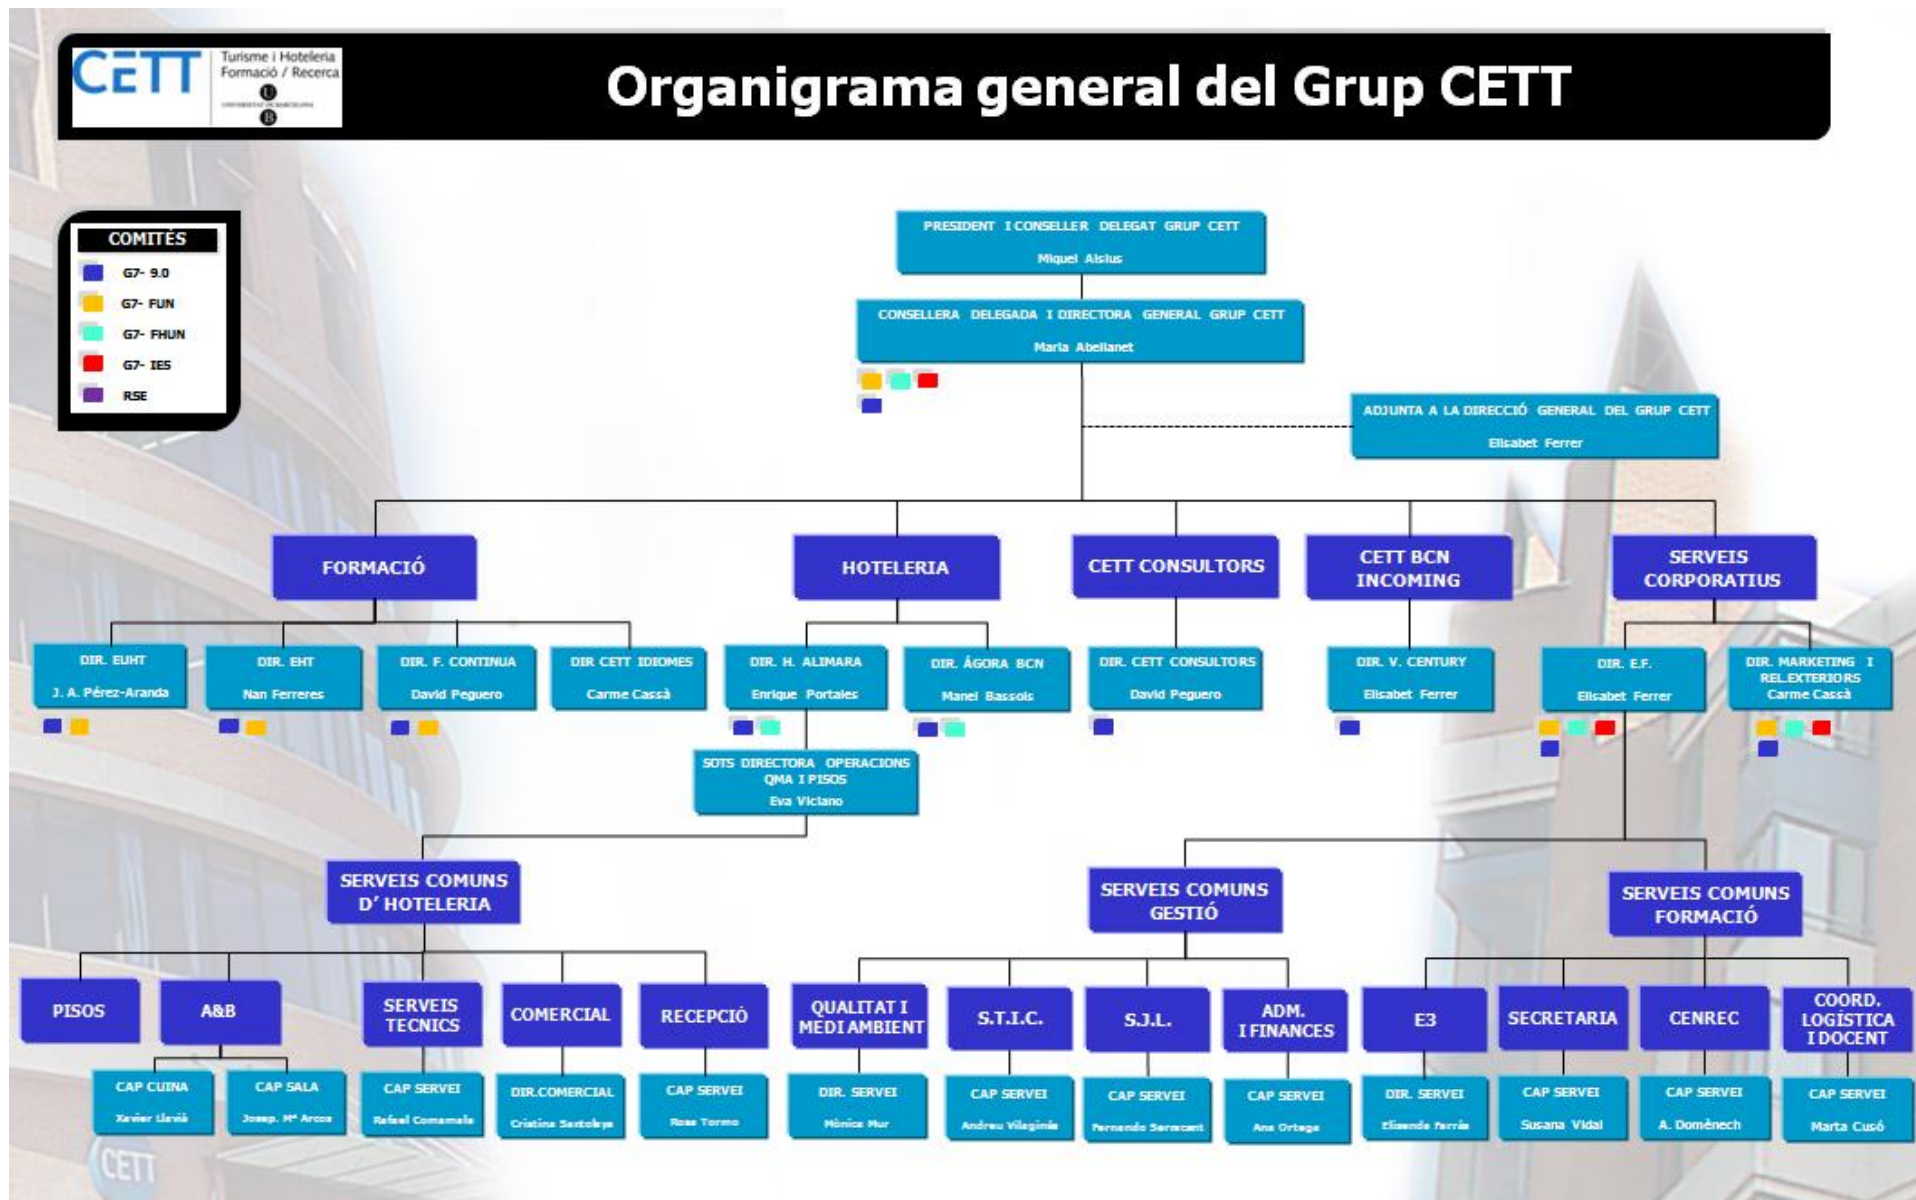 CETT
Turisme i Hoteleria
Formació / Recerca
UNIVERSITAT DE BARCELONA
U
B
Organigrama general del Grup CETT
COMITÈS
G7- 9.0
G7- FUN
G7- FHUN
G7- IES
RSE
PRESIDENT I CONSELLER DELEGAT GRUP CETT
Miquel Alsius
CONSELLERA DELEGADA I DIRECTORA GENERAL GRUP CETT
Maria Abellanet
ADJUNTA A LA DIRECCIÓ GENERAL DEL GRUP CETT
Elisabet Ferrer
FORMACIÓ
HOTELERIA
CETT CONSULTORS
CETT BCN
INCOMING
SERVEIS
CORPORATIUS
DIR. EUHT
J. A. Pérez-Aranda
DIR. EHT
Nan Ferreres
DIR. F. CONTINUA
David Peguero
DIR CETT IDIOMES
Carme Cassà
DIR. H. ALIMARA
Enrique Portales
DIR. ÁGORA BCN
Manel Bassols
DIR. CETT CONSULTORS
David Peguero
DIR. V. CENTURY
Elisabet Ferrer
DIR. E.F.
Elisabet Ferrer
DIR. MARKETING I
REL.EXTERIORS
Carme Cassà
SOTS DIRECTORA OPERACIONS
QMA I PISOS
Eva Viciano
SERVEIS COMUNS
D' HOTELERIA
SERVEIS COMUNS
GESTIÓ
SERVEIS COMUNS
FORMACIÓ
PISOS
A&B
SERVEIS
TECNICS
COMERCIAL
RECEPCIÓ
QUALITAT I
MEDI AMBIENT
S.T.I.C.
S.J.L.
ADM.
I FINANCES
E3
SECRETARIA
CENREC
COORD.
LOGÍSTICA
I DOCENT
CAP CUINA
Xavier Llevià
CAP SALA
Josep. Mª Arcos
CAP SERVEI
Rafael Comamala
DIR.COMERCIAL
Cristina Santolaya
CAP SERVEI
Rosa Tormo
DIR. SERVEI
Mònica Mur
CAP SERVEI
Andreu Vilaginés
CAP SERVEI
Fernando Serracant
CAP SERVEI
Ana Ortega
DIR. SERVEI
Elisenda Farrás
CAP SERVEI
Susana Vidal
CAP SERVEI
A. Domènech
CAP SERVEI
Marta Cusó
CETT